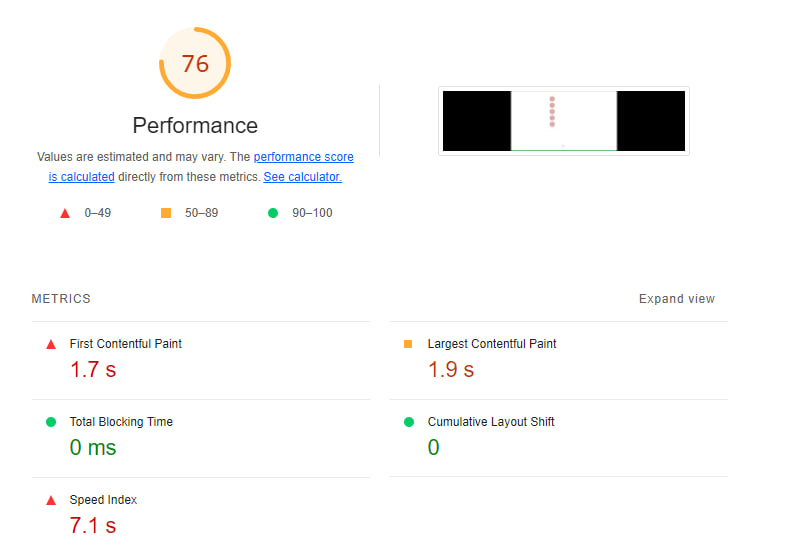 76
Performance
Values are estimated and may vary. The performance score
is calculated directly from these metrics. See calculator.
0–49 50–89 90–100
METRICS Expand view
First Contentful Paint
1.7 s
Largest Contentful Paint
1.9 s
Total Blocking Time
0 ms
Cumulative Layout Shift
0
Speed Index
7.1 s